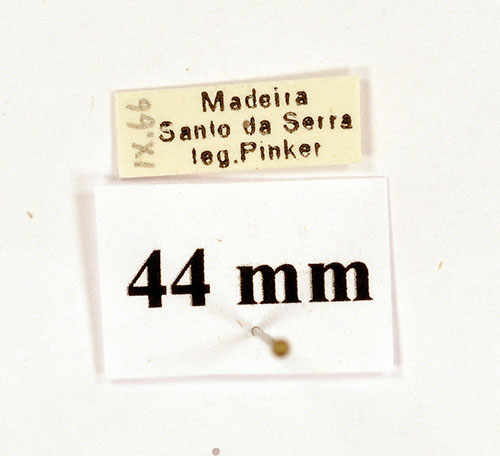 Madeira
Santo da Serra
leg.Pinker
IX.66
44 mm